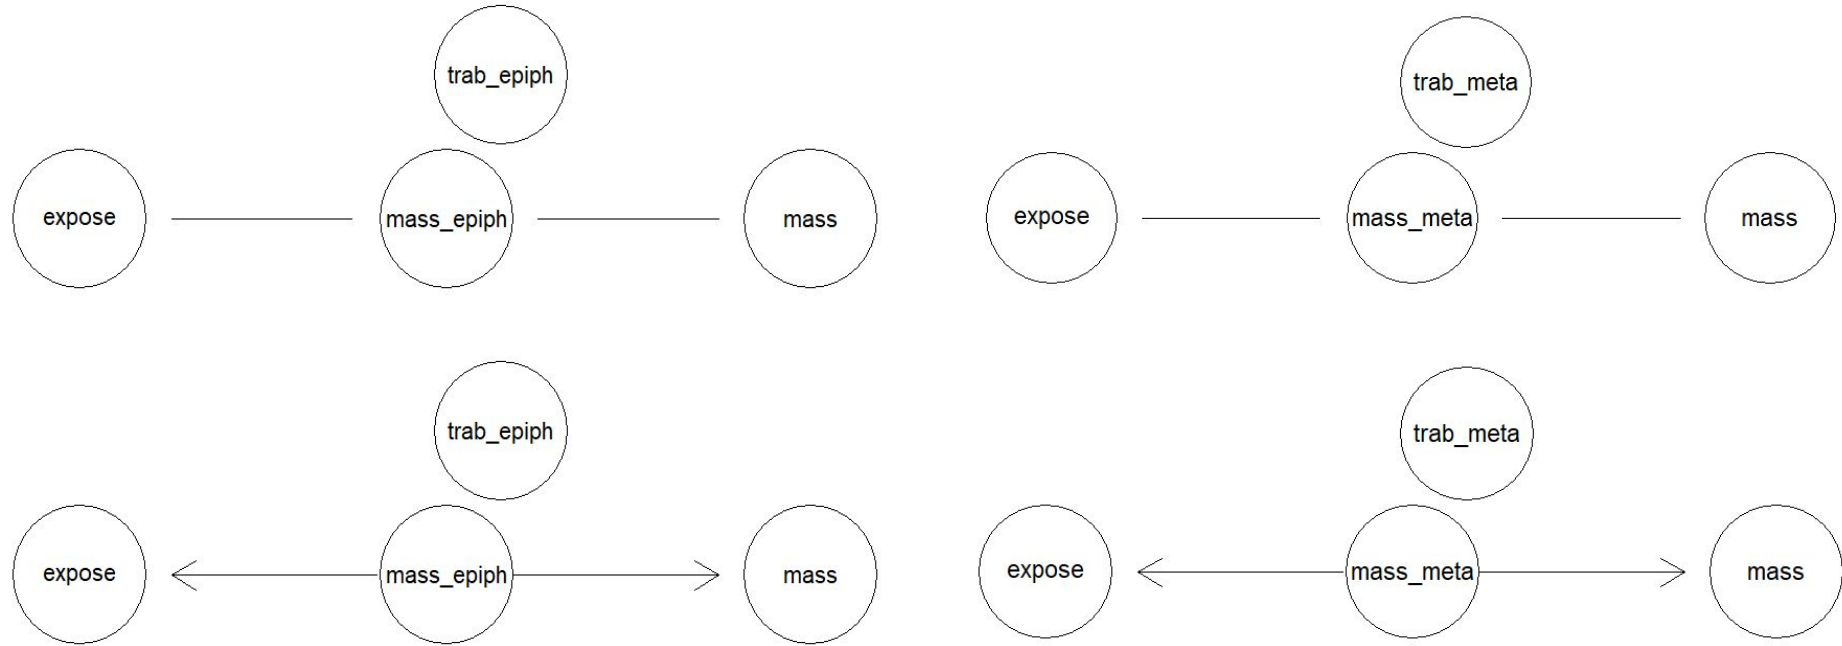 trab_epiph
trab_meta
expose
mass_epiph
mass
expose
mass_meta
mass
trab_epiph
trab_meta
expose
mass_epiph
mass
expose
mass_meta
mass